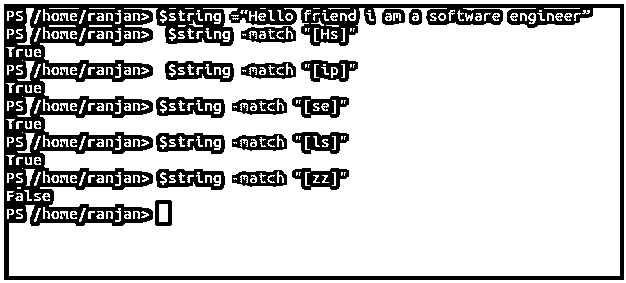 PS /home/ranjan> $string =“Hello friend i am a software engineer”
PS /home/ranjan>  $string -match “[Hs]”
True
PS /home/ranjan>  $string -match “[ip]”
True
PS /home/ranjan> $string -match “[se]”
True
PS /home/ranjan> $string -match “[ls]”
True
PS /home/ranjan> $string -match “[zz]”
False
PS /home/ranjan>